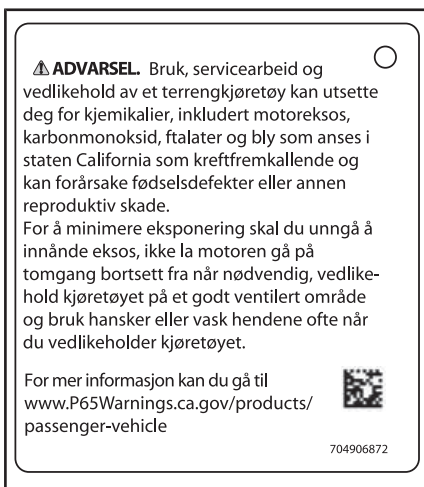 ⚠ ADVARSEL. Bruk, servicearbeid og
vedlikehold av et terrengkjøretøy kan utsette
deg for kjemikalier, inkludert motoreksos,
karbonmonoksid, ftalater og bly som anses i
staten California som kreftfremkallende og
kan forårsake fødselsdefekter eller annen
reproduktiv skade.
For å minimere eksponering skal du unngå å
innånde eksos, ikke la motoren gå på
tomgang bortsett fra når nødvendig, vedlike-
hold kjøretøyet på et godt ventilert område
og bruk hansker eller vask hendene ofte når
du vedlikeholder kjøretøyet.
For mer informasjon kan du gå til
www.P65Warnings.ca.gov/products/
passenger-vehicle
704906872